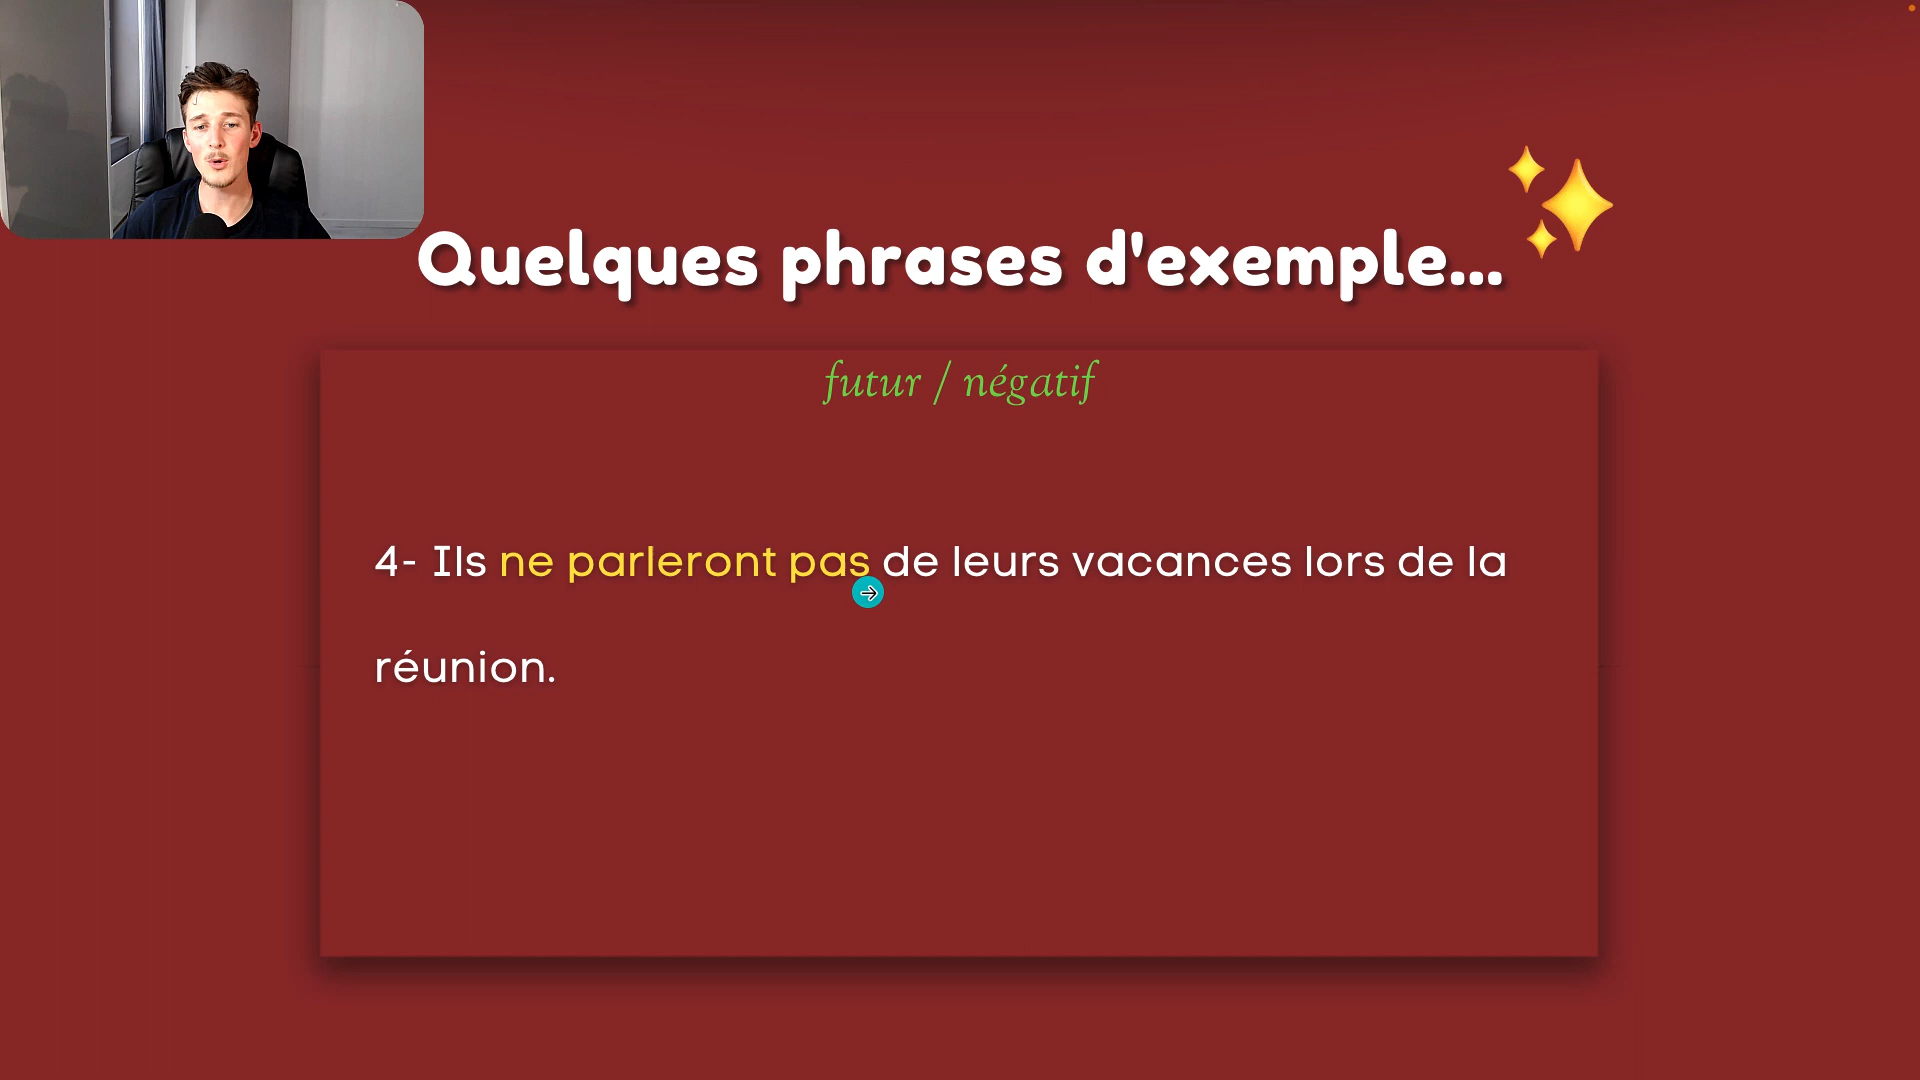 Quelques phrases d'exemple...
futur / négatif
4- Ils ne parleront pas de leurs vacances lors de la
réunion.